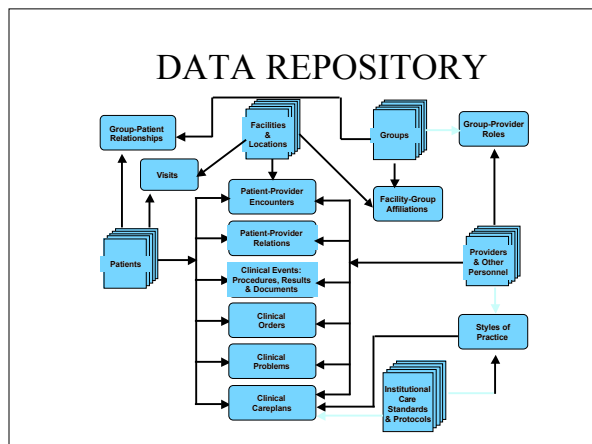 DATA REPOSITORY
Group-Patient
Relationships
Facilities
&
Locations
Groups
Group-Provider
Roles
Visits
Patient-Provider
Encounters
Facility-Group
Affiliations
Patient-Provider
Relations
Patients
Clinical Events:
Procedures, Results
& Documents
Providers
& Other
Personnel
Clinical
Orders
Styles of
Practice
Clinical
Problems
Clinical
Careplans
Institutional
Care
Standards
& Protocols